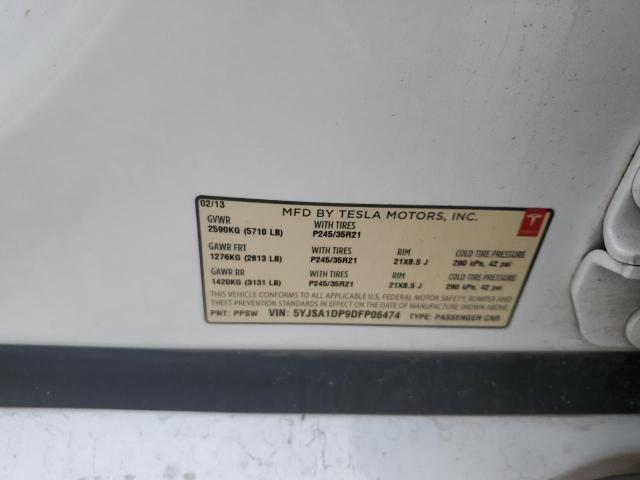 02/13 MFD BY TESLA MOTORS, INC.
GVWR WITH TIRES
2590KG (5710 LB) P245/35R21
GAWR FRT WITH TIRES RIM COLD TIRE PRESSURE
1276KG (2813 LB) P245/35R21 21X8.5 J 290 kPa, 42 psi
GAWR RR WITH TIRES RIM COLD TIRE PRESSURE
1420KG (3131 LB) P245/35R21 21X8.5 J 290 kPa, 42 psi
THIS VEHICLE CONFORMS TO ALL APPLICABLE U.S. FEDERAL MOTOR SAFETY, BUMPER AND
THEFT PREVENTION STANDARDS IN EFFECT ON THE DATE OF MANUFACTURE SHOWN ABOVE.
PNT: PPSW VIN: 5YJSA1DP9DFP06474 TYPE: PASSENGER CAR